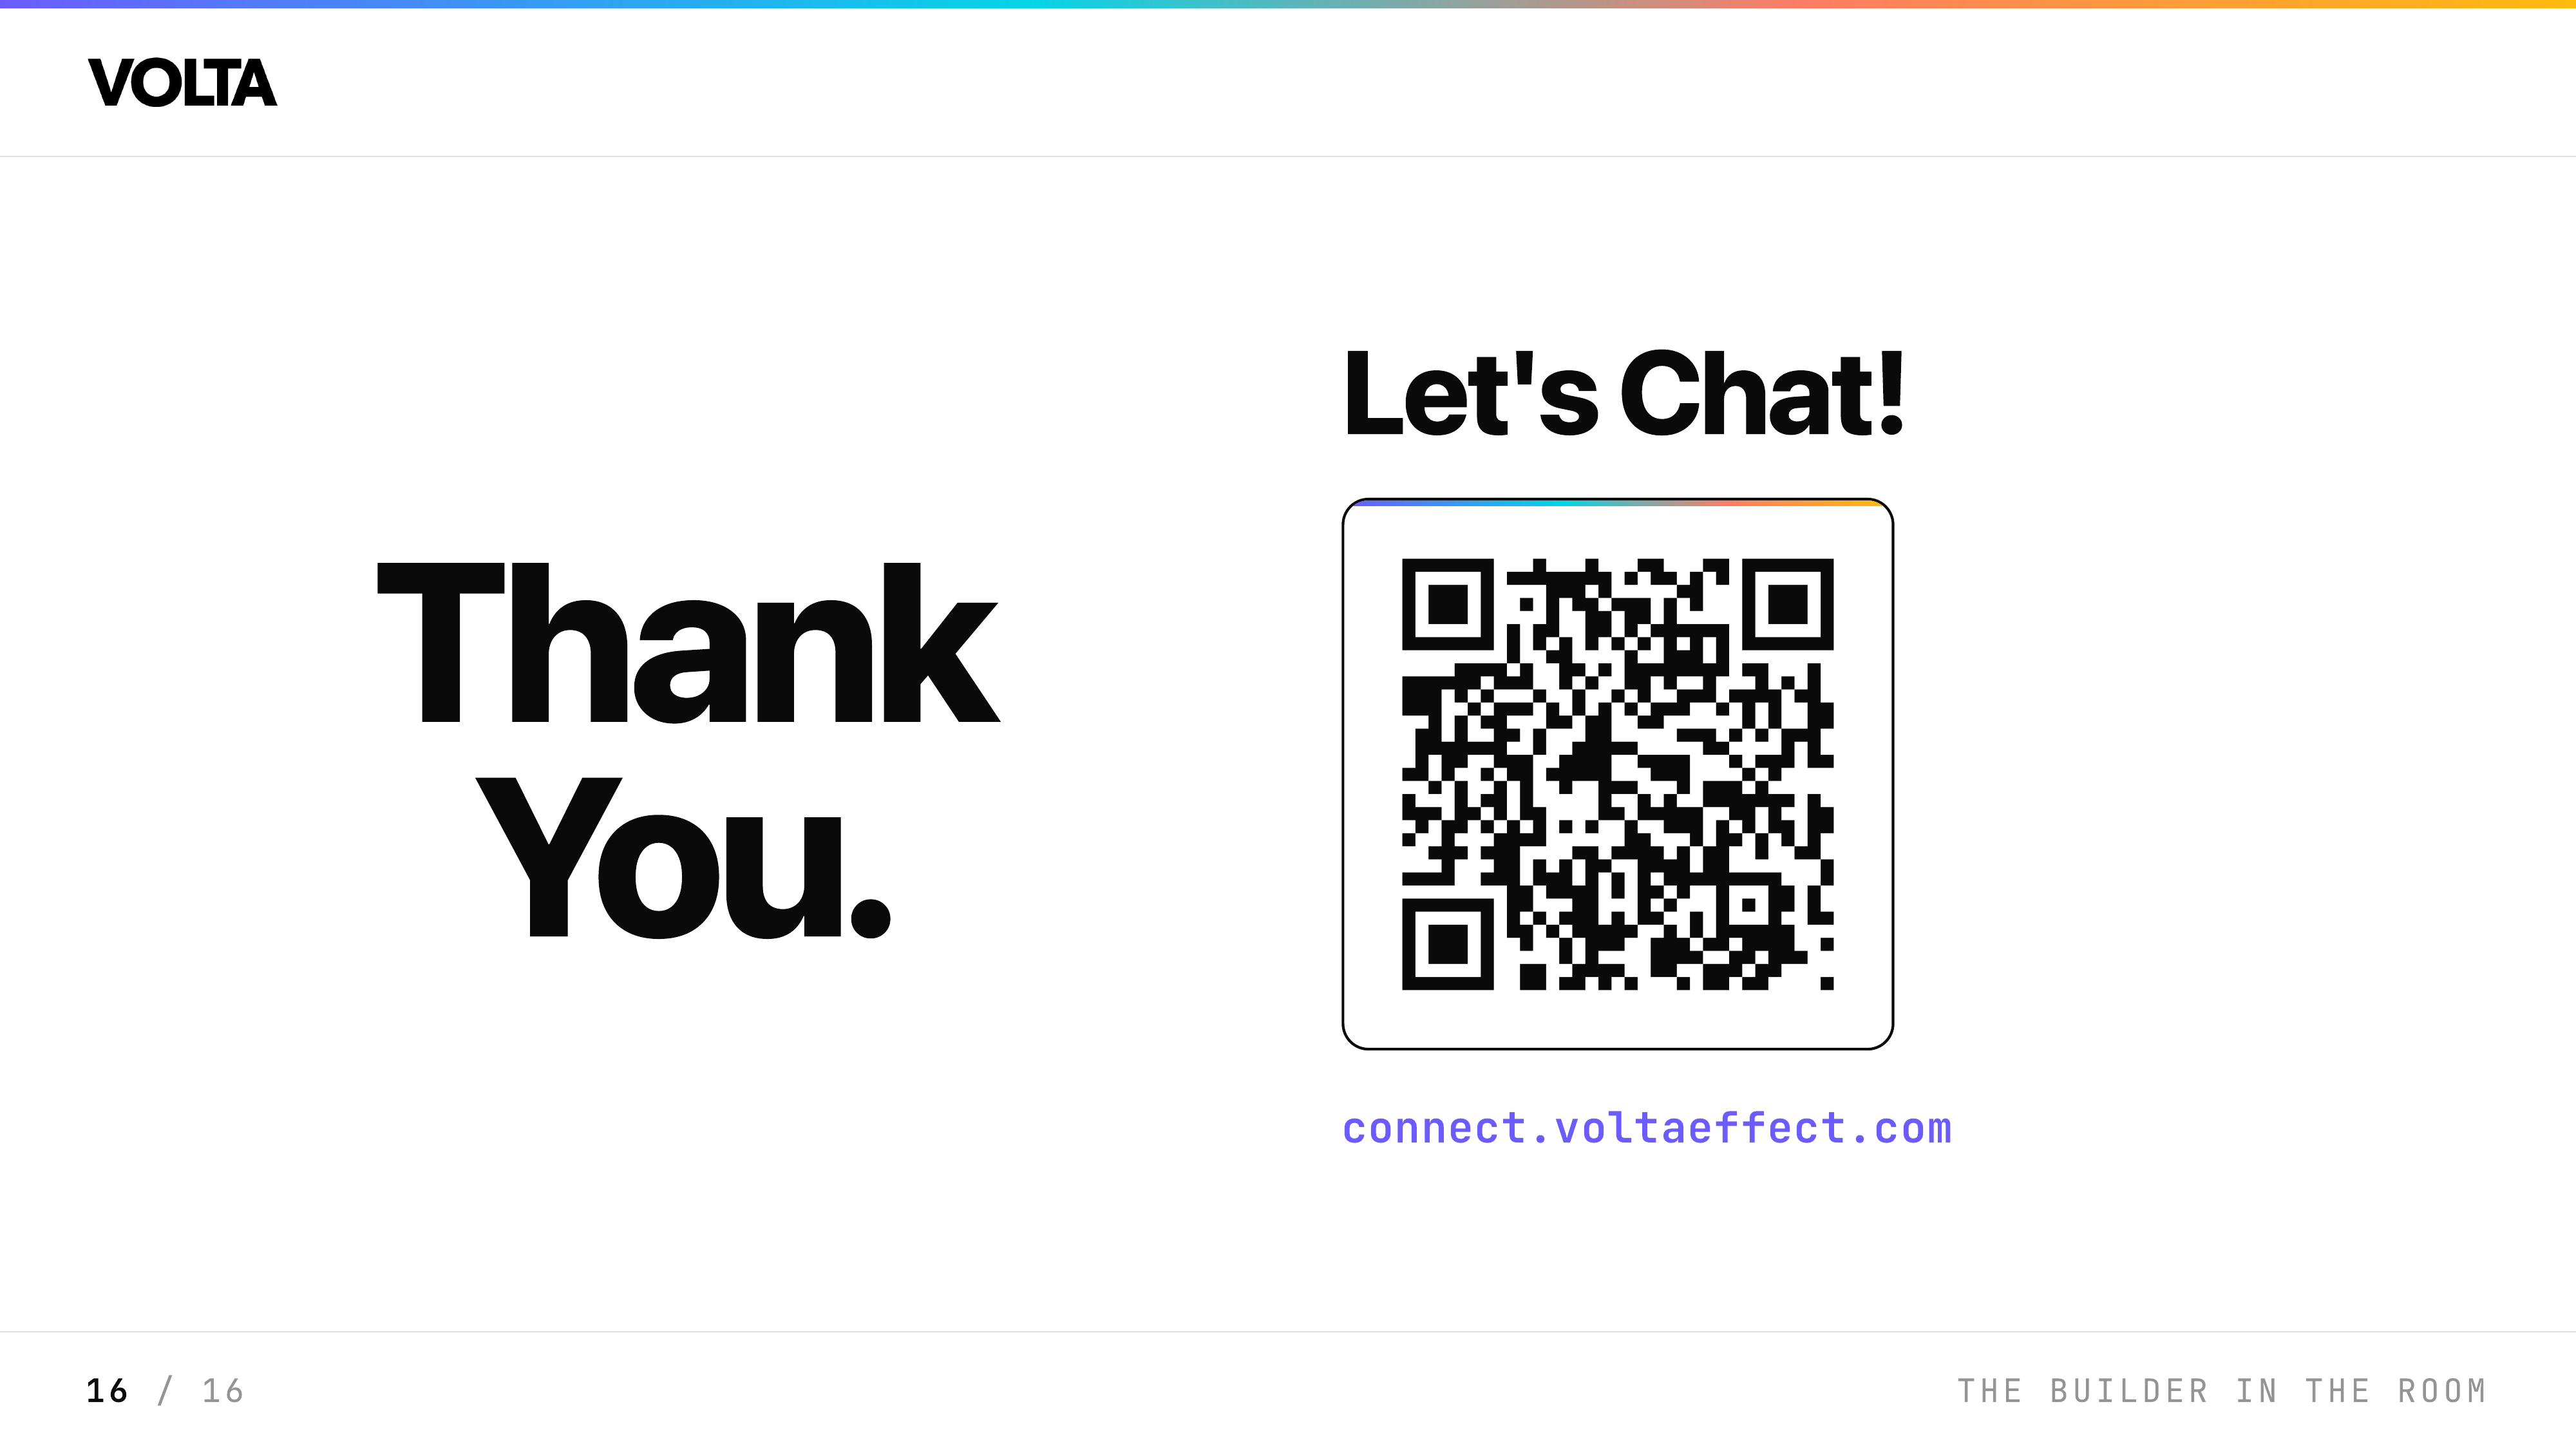 VOLTA
Thank
You.
Let's Chat!
connect.voltaeffect.com
16 / 16
THE BUILDER IN THE ROOM